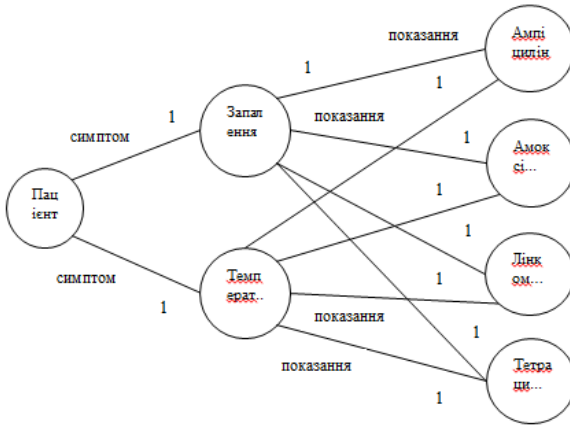 показання
Ампі
цилін
1
1
Запал
ення
1
показання
симптом
1
Амок
сі...
Пац
ієнт
1
1
Лінк
ом...
симптом
Темп
ерат..
1
1
показання
1
показання
Тетра
ци...
1